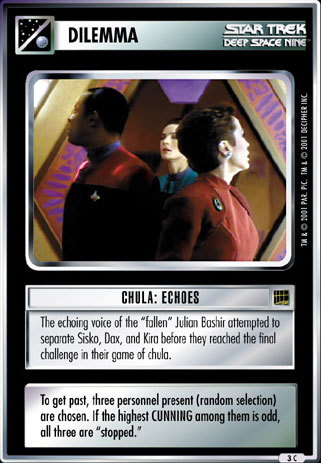 DILEMMA
STAR TREK
DEEP SPACE NINE
TM & © 2001 PAR. PIC. TM & © 2001 DECIPHER INC.
CHULA: ECHOES
The echoing voice of the “fallen” Julian Bashir attempted to
separate Sisko, Dax, and Kira before they reached the final
challenge in their game of chula.
To get past, three personnel present (random selection)
are chosen. If the highest CUNNING among them is odd,
all three are “stopped.”
3 C